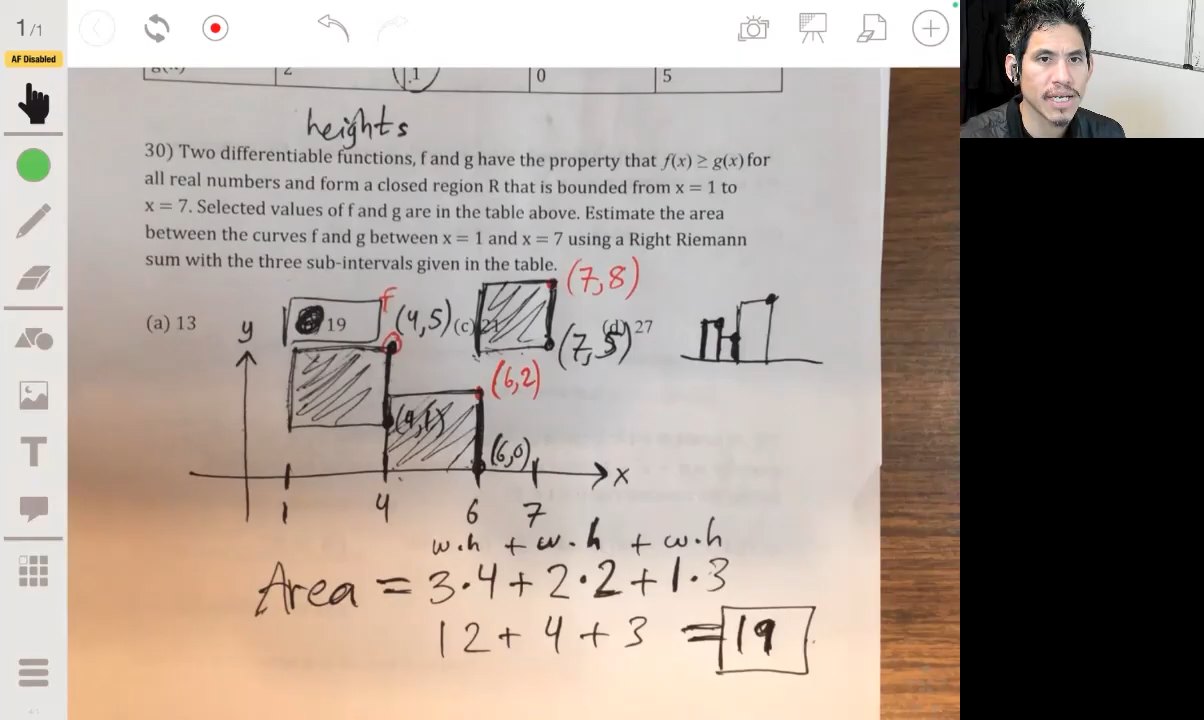 1/1
AF Disabled
g(x) 2 1 0 5
heights
30) Two differentiable functions, f and g have the property that f(x) ≥ g(x) for
all real numbers and form a closed region R that is bounded from x = 1 to
x = 7. Selected values of f and g are in the table above. Estimate the area
between the curves f and g between x = 1 and x = 7 using a Right Riemann
sum with the three sub-intervals given in the table.
(7,8)
f
(a) 13 19 (c) 21 (d) 27
y
(4,5)
(7,5)
(6,2)
(4,1)
(6,0)
x
1 4 6 7
w.h + w.h + w.h
Area = 3·4 + 2·2 + 1·3
12 + 4 + 3 = 19
T